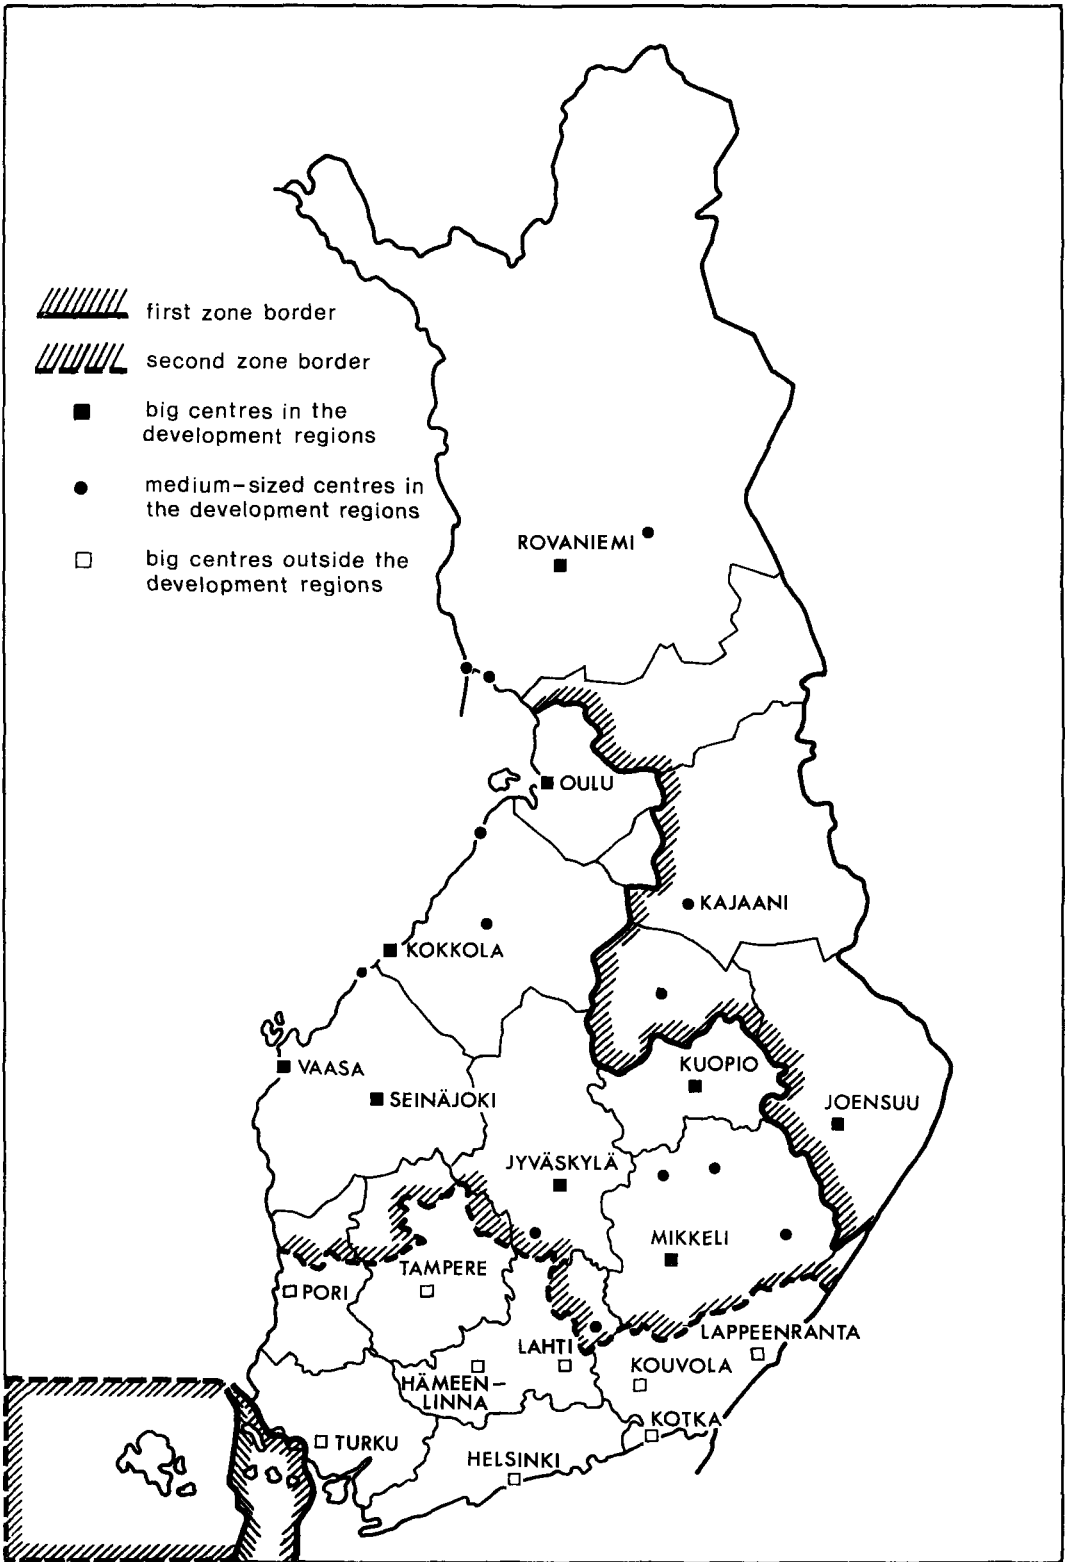 first zone border
second zone border
big centres in the
development regions
medium-sized centres in
the development regions
big centres outside the
development regions
ROVANIEMI
OULU
KAJAANI
KOKKOLA
VAASA
KUOPIO
SEINÄJOKI
JOENSUU
JYVÄSKYLÄ
MIKKELI
TAMPERE
PORI
LAPPEENRANTA
LAHTI
KOUVOLA
HÄMEEN-
LINNA
KOTKA
TURKU
HELSINKI